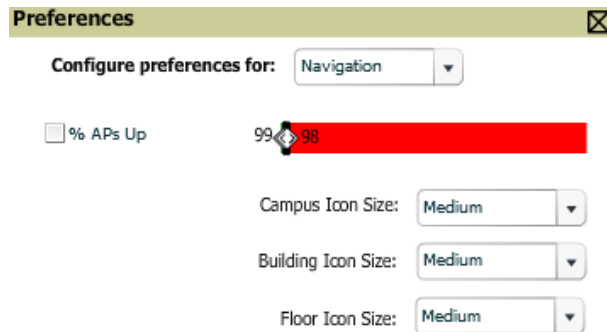 Preferences
Configure preferences for: Navigation
% APs Up 99 98
Campus Icon Size: Medium
Building Icon Size: Medium
Floor Icon Size: Medium